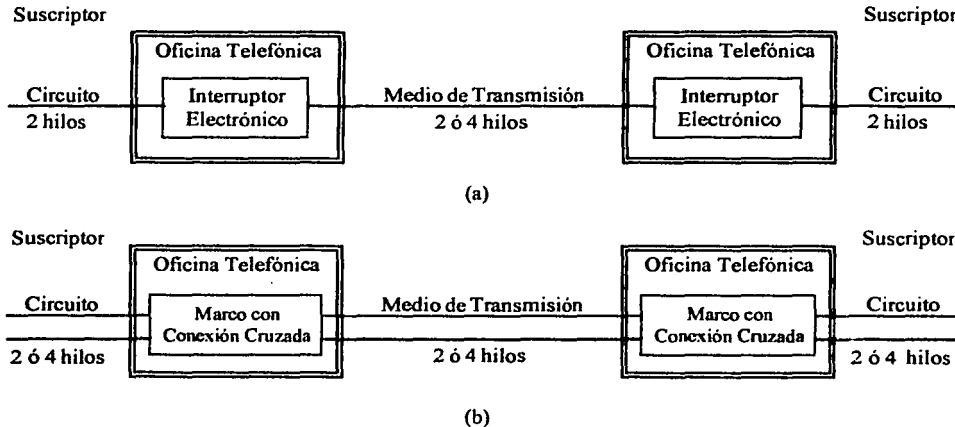 Suscriptor Suscriptor
Oficina Telefónica Oficina Telefónica
Circuito Interruptor Medio de Transmisión Interruptor Circuito
2 hilos Electrónico 2 ó 4 hilos Electrónico 2 hilos
(a)
Suscriptor Suscriptor
Oficina Telefónica Oficina Telefónica
Circuito Marco con Medio de Transmisión Marco con Circuito
Conexión Cruzada Conexión Cruzada
2 ó 4 hilos 2 ó 4 hilos 2 ó 4 hilos
(b)